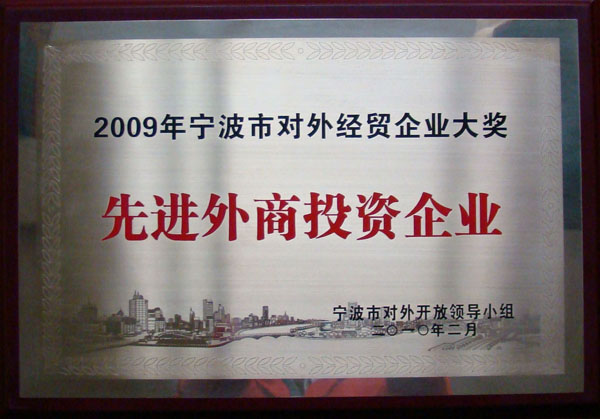 2009年宁波市对外经贸企业大奖
先进外商投资企业
宁波市对外开放领导小组
二〇一〇年二月